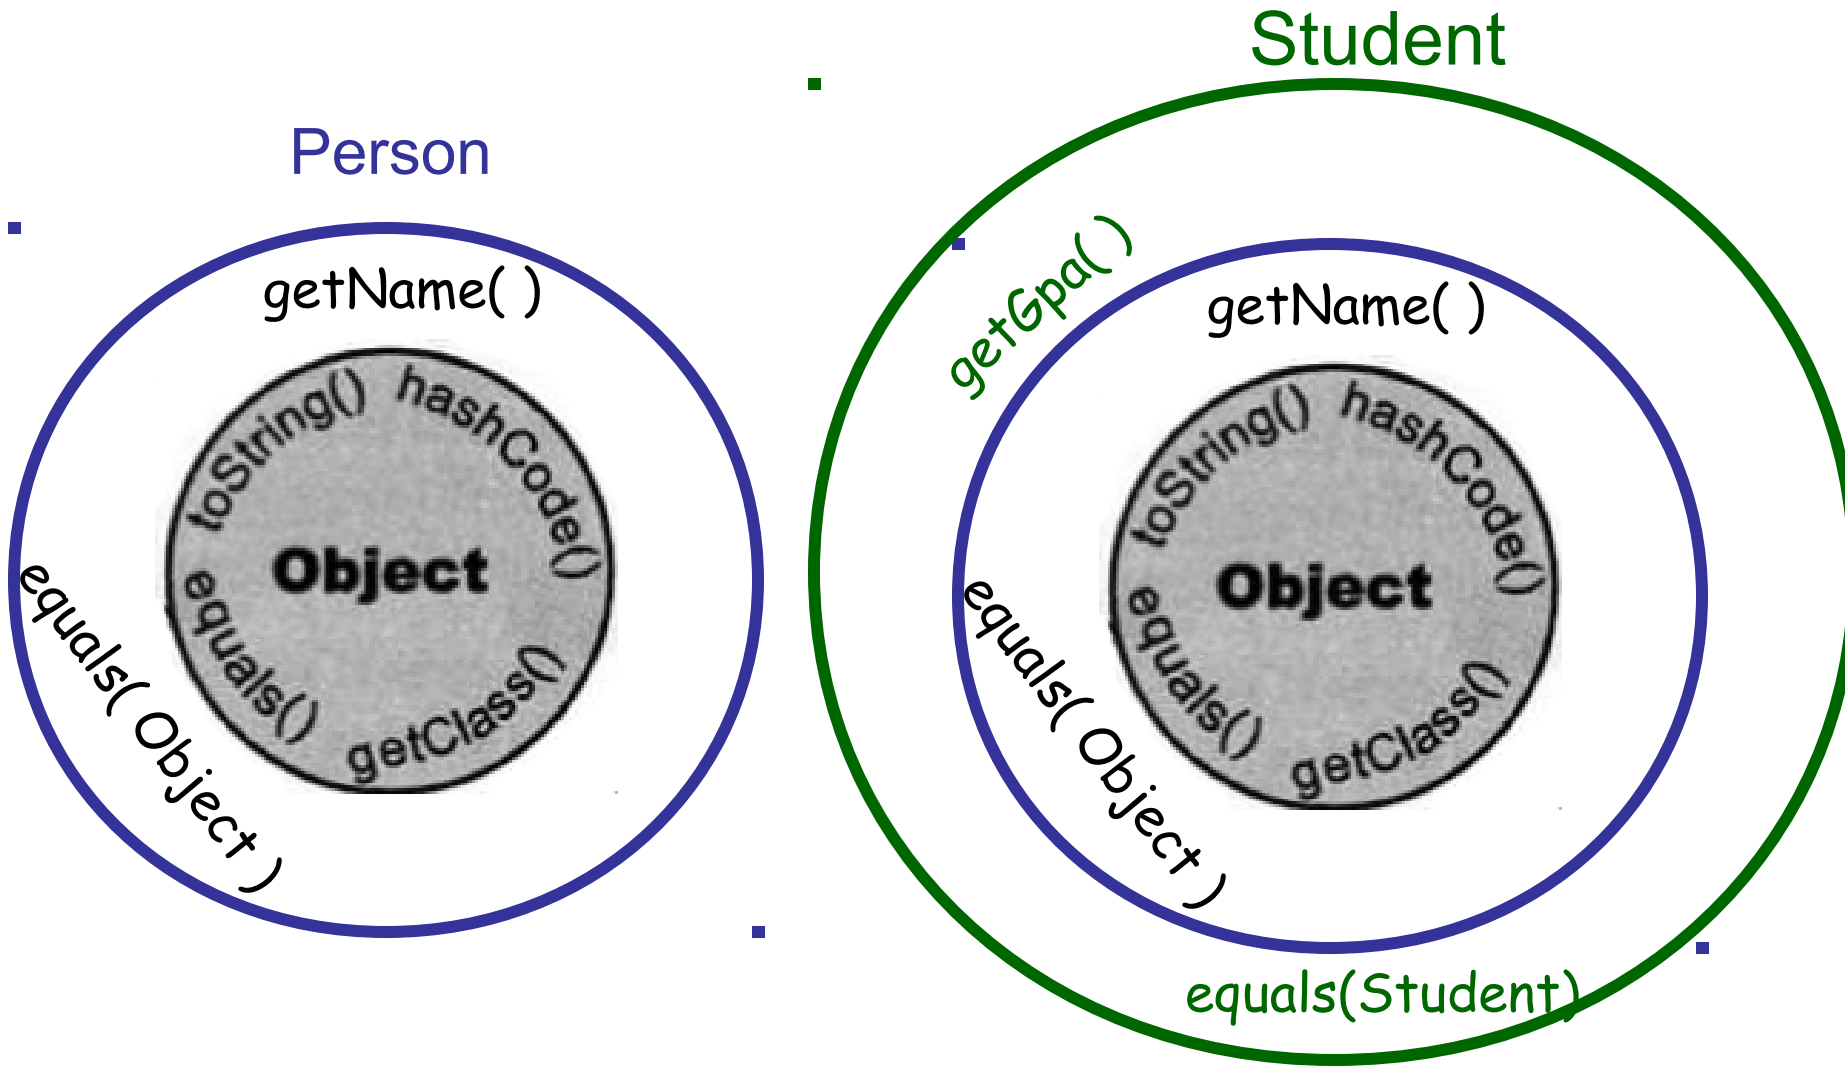 Person
getName( )
toString()
hashCode()
Object
equals()
getClass()
equals( Object )
Student
getGpa( )
getName( )
toString()
hashCode()
Object
equals()
getClass()
equals( Object )
equals(Student)